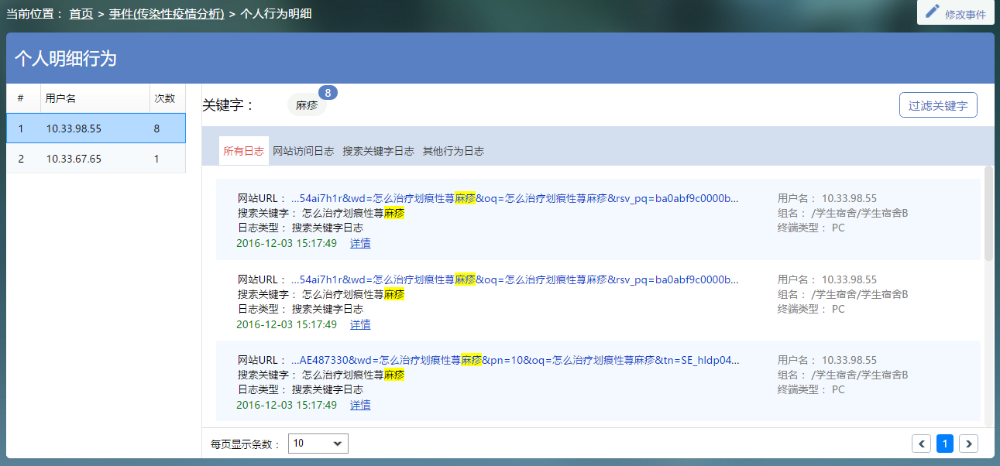 当前位置： 首页 > 事件(传染性疫情分析) > 个人行为明细
修改事件
个人明细行为
# 用户名 次数
1 10.33.98.55 8
2 10.33.67.65 1
关键字： 麻疹 8
过滤关键字
所有日志 网站访问日志 搜索关键字日志 其他行为日志
网站URL： ...54ai7h1r&wd=怎么治疗划痕性荨麻疹&oq=怎么治疗划痕性荨麻疹&rsv_pq=ba0abf9c0000b...
搜索关键字： 怎么治疗划痕性荨麻疹
日志类型： 搜索关键字日志
2016-12-03 15:17:49 详情
用户名： 10.33.98.55
组名： /学生宿舍/学生宿舍B
终端类型： PC
网站URL： ...54ai7h1r&wd=怎么治疗划痕性荨麻疹&oq=怎么治疗划痕性荨麻疹&rsv_pq=ba0abf9c0000b...
搜索关键字： 怎么治疗划痕性荨麻疹
日志类型： 搜索关键字日志
2016-12-03 15:17:49 详情
用户名： 10.33.98.55
组名： /学生宿舍/学生宿舍B
终端类型： PC
网站URL： ...AE487330&wd=怎么治疗划痕性荨麻疹&pn=10&oq=怎么治疗划痕性荨麻疹&tn=SE_hldp04...
搜索关键字： 怎么治疗划痕性荨麻疹
日志类型： 搜索关键字日志
2016-12-03 15:17:49 详情
用户名： 10.33.98.55
组名： /学生宿舍/学生宿舍B
终端类型： PC
每页显示条数： 10
1